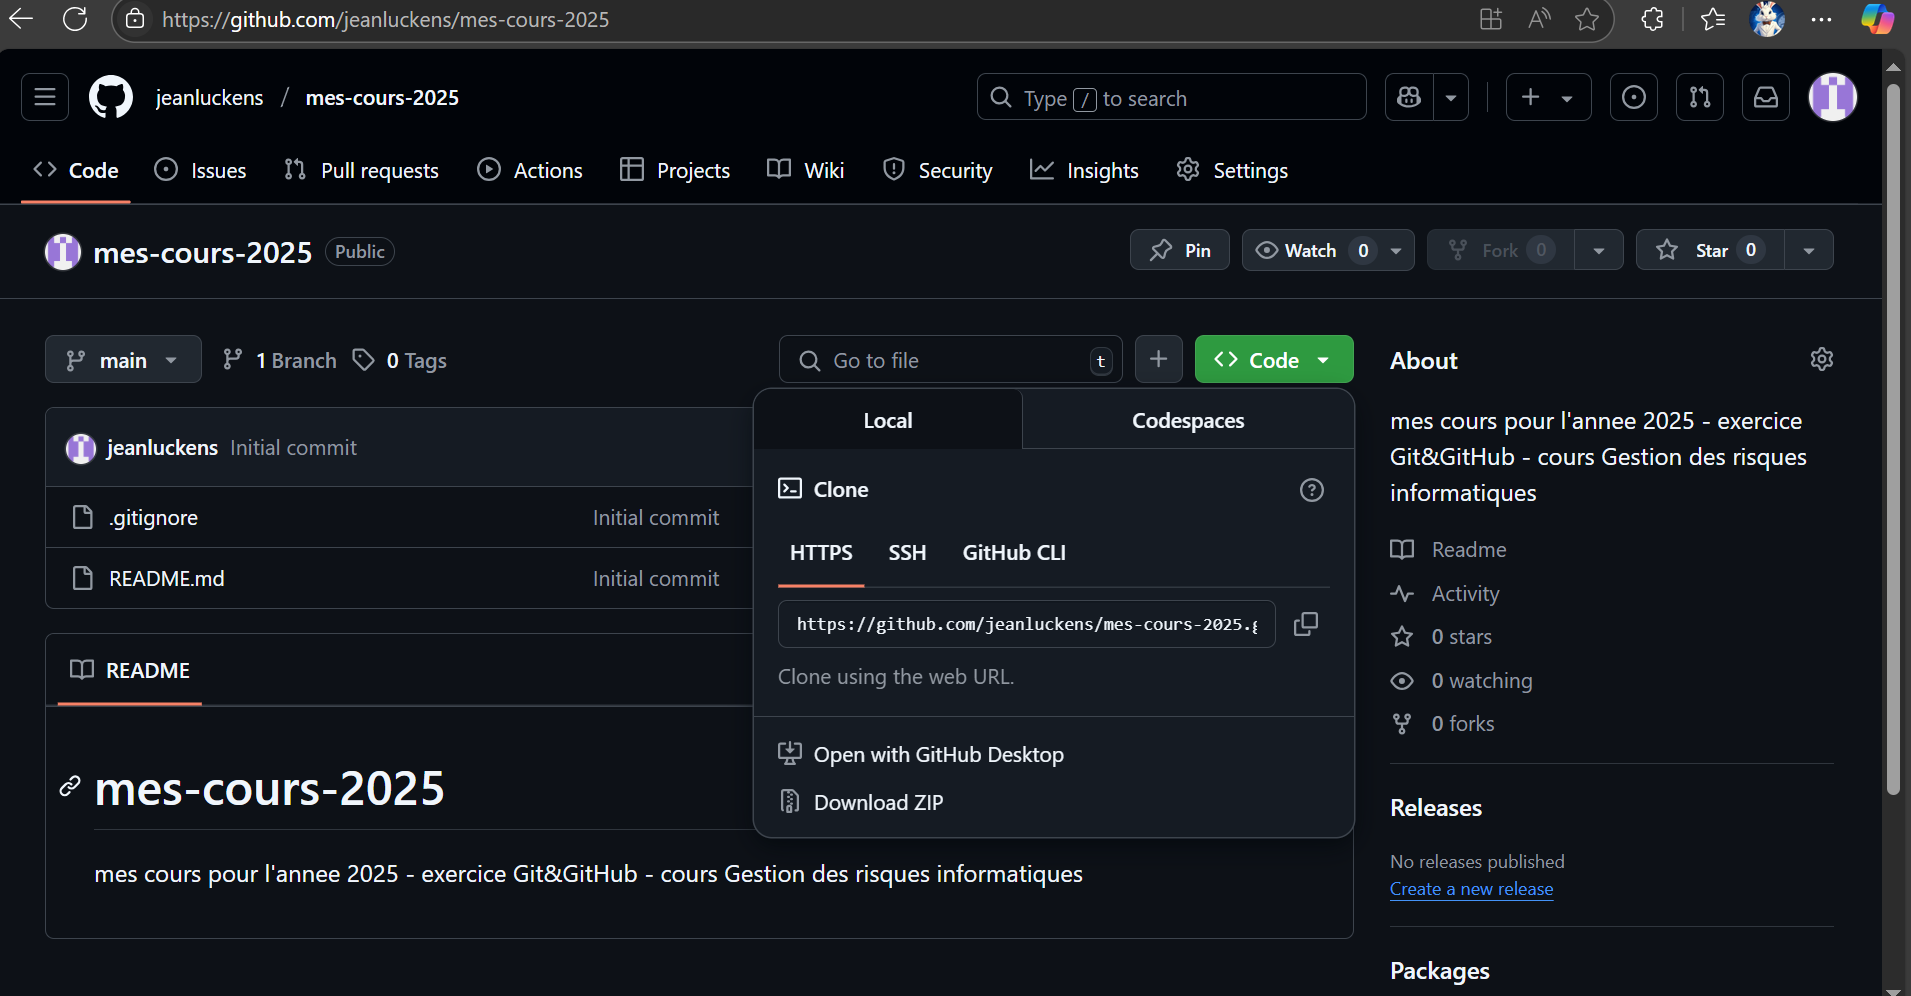 https://github.com/jeanluckens/mes-cours-2025
jeanluckens / mes-cours-2025
Type / to search
Code
Issues
Pull requests
Actions
Projects
Wiki
Security
Insights
Settings
mes-cours-2025 Public
Pin
Watch 0
Fork 0
Star 0
main
1 Branch
0 Tags
Go to file t
+
Code
jeanluckens Initial commit
.gitignore Initial commit
README.md Initial commit
README
mes-cours-2025
mes cours pour l'annee 2025 - exercice Git&GitHub - cours Gestion des risques informatiques
Local
Codespaces
Clone
HTTPS
SSH
GitHub CLI
https://github.com/jeanluckens/mes-cours-2025.g
Clone using the web URL.
Open with GitHub Desktop
Download ZIP
About
mes cours pour l'annee 2025 - exercice
Git&GitHub - cours Gestion des risques
informatiques
Readme
Activity
0 stars
0 watching
0 forks
Releases
No releases published
Create a new release
Packages